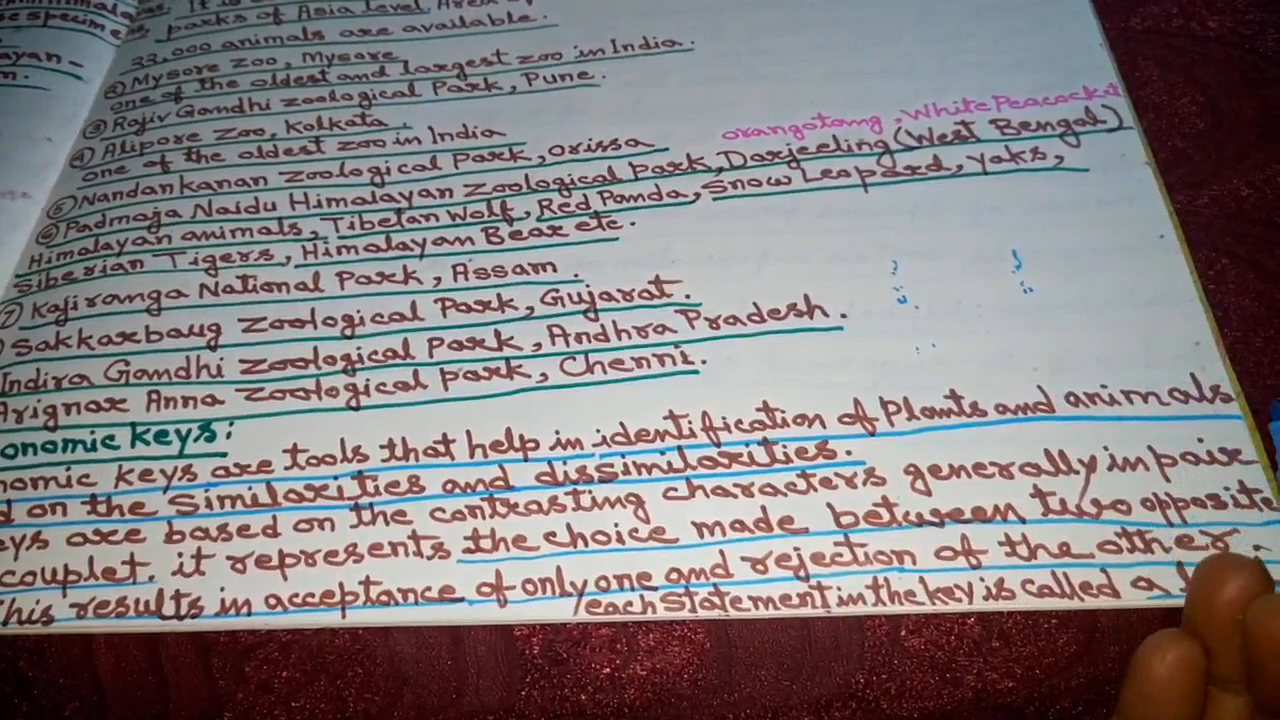 parks of Asia level, Area
22,000 animals are available.
② Mysore zoo, Mysore
one of the oldest and largest zoo in India.
③ Rajiv Gandhi zoological Park, Pune.
④ Alipore zoo, Kolkata.
one of the oldest zoo in India
⑤ Nandankanan zoological Park, Orissa
orangotang, White Peacock
⑥ Padmaja Naidu Himalayan zoological Park, Darjeeling (West Bengal)
Himalayan animals, Tibetan Wolf, Red Panda, Snow Leopard, Yaks,
Siberian Tigers, Himalayan Bear etc.
⑦ Kajiranga National Park, Assam.
Sakkarbaug zoological Park, Gujarat.
Indira Gandhi zoological Park, Andhra Pradesh.
Arignar Anna zoological park, Chenni.
onomic keys:
nomic keys are tools that help in identification of Plants and animals
d on the similarities and dissimilarities.
eys are based on the contrasting characters generally in pair
couplet. it represents the choice made between two opposite
This results in acceptance of only one and rejection of the other.
/each statement in the key is called a